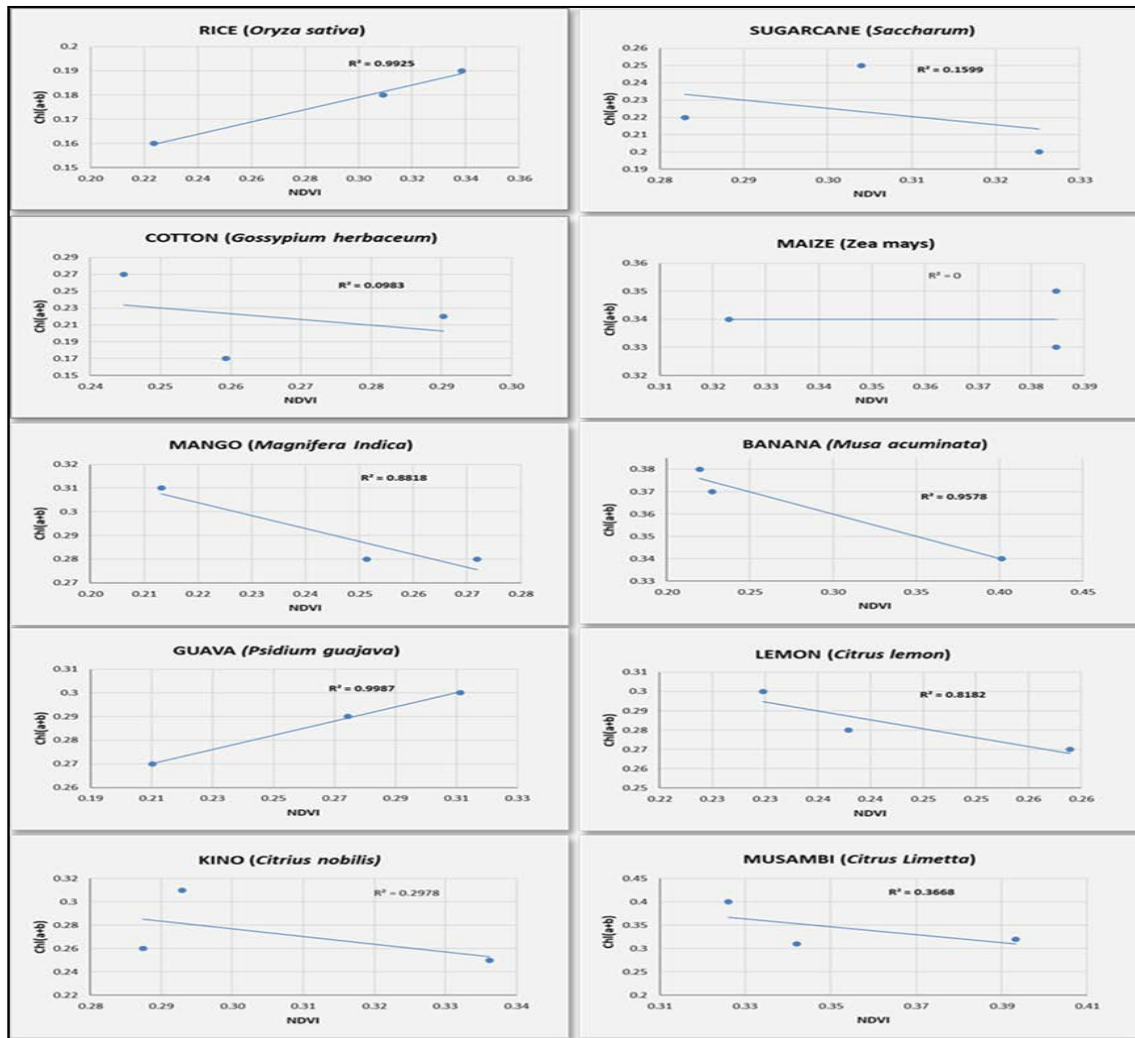 RICE (Oryza sativa)
R² = 0.9925
Chl(a+b)
0.2
0.19
0.18
0.17
0.16
0.15
0.20 0.22 0.24 0.26 0.28 0.30 0.32 0.34 0.36
NDVI
SUGARCANE (Saccharum)
R² = 0.1599
Chl(a+b)
0.26
0.25
0.24
0.23
0.22
0.21
0.2
0.19
0.28 0.29 0.30 0.31 0.32 0.33
NDVI
COTTON (Gossypium herbaceum)
R² = 0.0983
Chl(a+b)
0.29
0.27
0.25
0.23
0.21
0.19
0.17
0.15
0.24 0.25 0.26 0.27 0.28 0.29 0.30
NDVI
MAIZE (Zea mays)
R² = 0
Chl(a+b)
0.36
0.35
0.34
0.33
0.32
0.31 0.32 0.33 0.34 0.35 0.36 0.37 0.38 0.39
NDVI
MANGO (Magnifera Indica)
R² = 0.8818
Chl(a+b)
0.32
0.31
0.3
0.29
0.28
0.27
0.20 0.21 0.22 0.23 0.24 0.25 0.26 0.27 0.28
NDVI
BANANA (Musa acuminata)
R² = 0.9578
Chl(a+b)
0.38
0.37
0.36
0.35
0.34
0.33
0.20 0.25 0.30 0.35 0.40 0.45
NDVI
GUAVA (Psidium guajava)
R² = 0.9987
Chl(a+b)
0.31
0.3
0.29
0.28
0.27
0.26
0.19 0.21 0.23 0.25 0.27 0.29 0.31 0.33
NDVI
LEMON (Citrus lemon)
R² = 0.8182
Chl(a+b)
0.31
0.3
0.29
0.28
0.27
0.26
0.25
0.22 0.23 0.23 0.24 0.24 0.25 0.25 0.26 0.26
NDVI
KINO (Citrius nobilis)
R² = 0.2978
Chl(a+b)
0.32
0.3
0.28
0.26
0.24
0.22
0.28 0.29 0.30 0.31 0.32 0.33 0.34
NDVI
MUSAMBI (Citrus Limetta)
R² = 0.3668
Chl(a+b)
0.45
0.4
0.35
0.3
0.25
0.2
0.31 0.33 0.35 0.37 0.39 0.41
NDVI